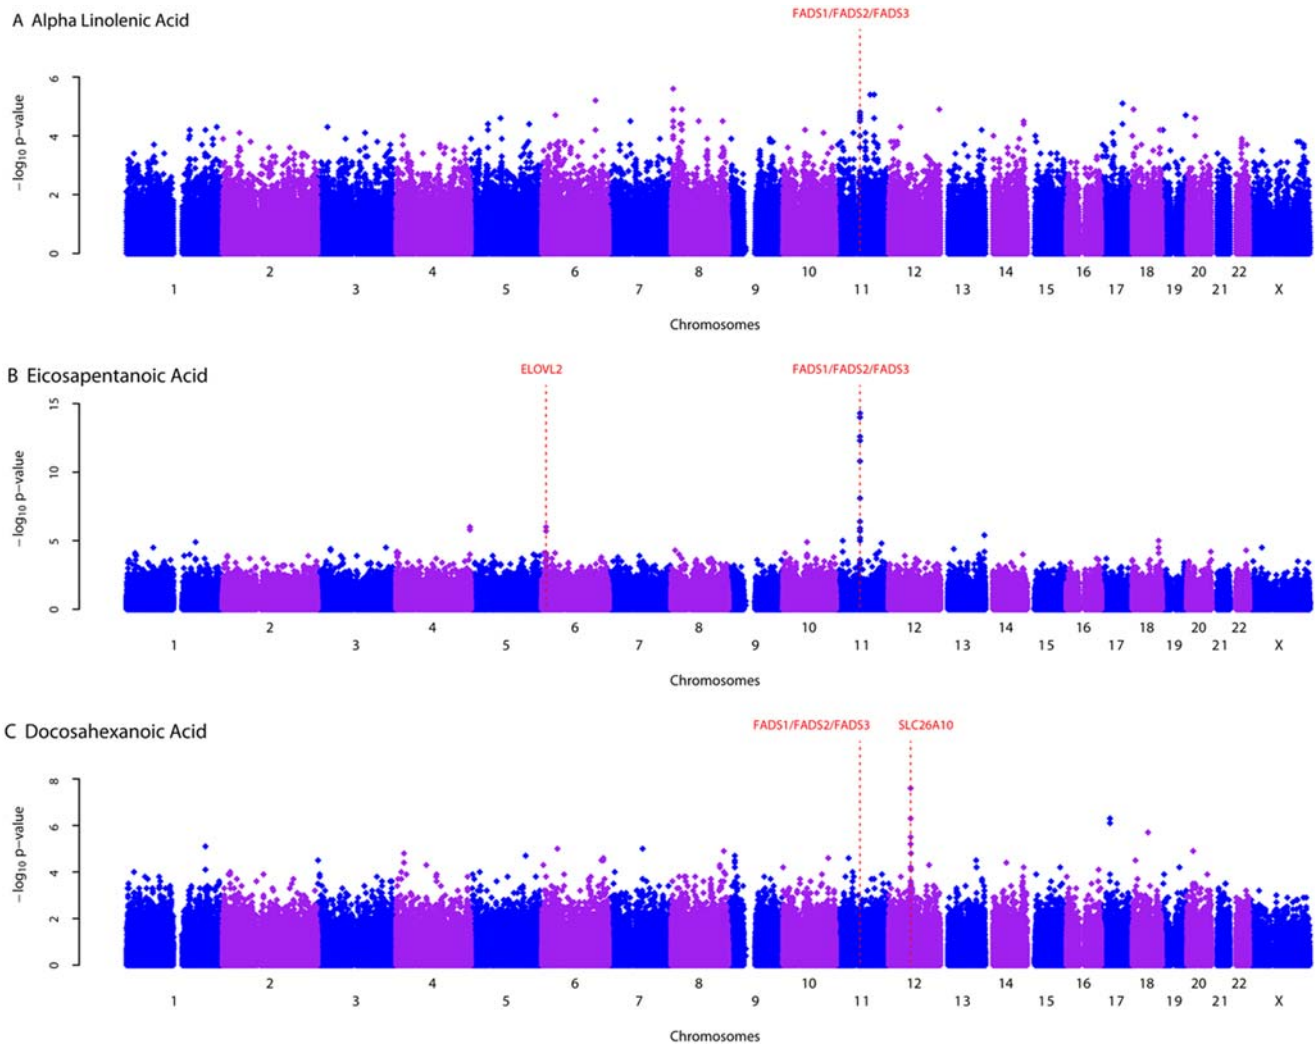 A Alpha Linolenic Acid
FADS1/FADS2/FADS3
6
4
2
0
−log10 p−value
2 4 6 8 10 12 14 16 18 20 22
1 3 5 7 9 11 13 15 17 19 21 X
Chromosomes
B Eicosapentanoic Acid
ELOVL2 FADS1/FADS2/FADS3
15
10
5
0
−log10 p−value
2 4 6 8 10 12 14 16 18 20 22
1 3 5 7 9 11 13 15 17 19 21 X
Chromosomes
C Docosahexanoic Acid
FADS1/FADS2/FADS3 SLC26A10
8
6
4
2
0
−log10 p−value
2 4 6 8 10 12 14 16 18 20 22
1 3 5 7 9 11 13 15 17 19 21 X
Chromosomes